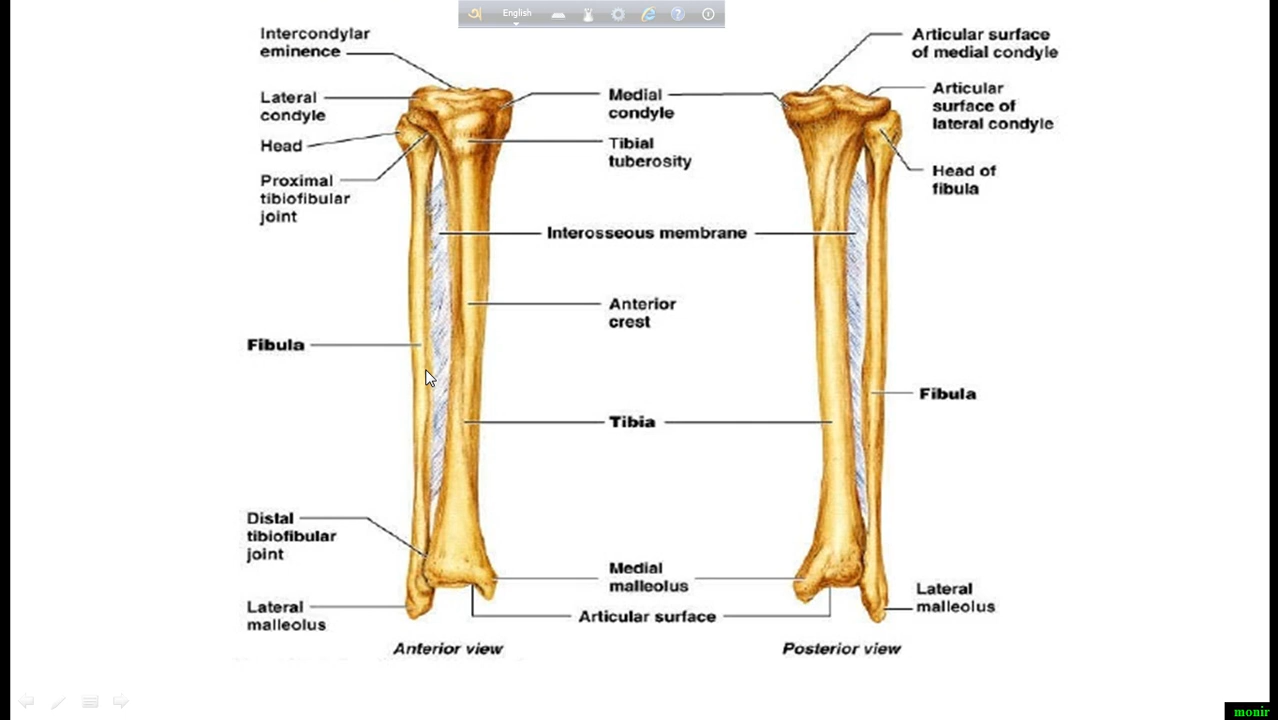 অ English
Intercondylar
eminence
Lateral
condyle
Head
Proximal
tibiofibular
joint
Fibula
Distal
tibiofibular
joint
Lateral
malleolus
Medial
condyle
Tibial
tuberosity
Interosseous membrane
Anterior
crest
Tibia
Medial
malleolus
Articular surface
Articular surface
of medial condyle
Articular
surface of
lateral condyle
Head of
fibula
Fibula
Lateral
malleolus
Anterior view
Posterior view
monir